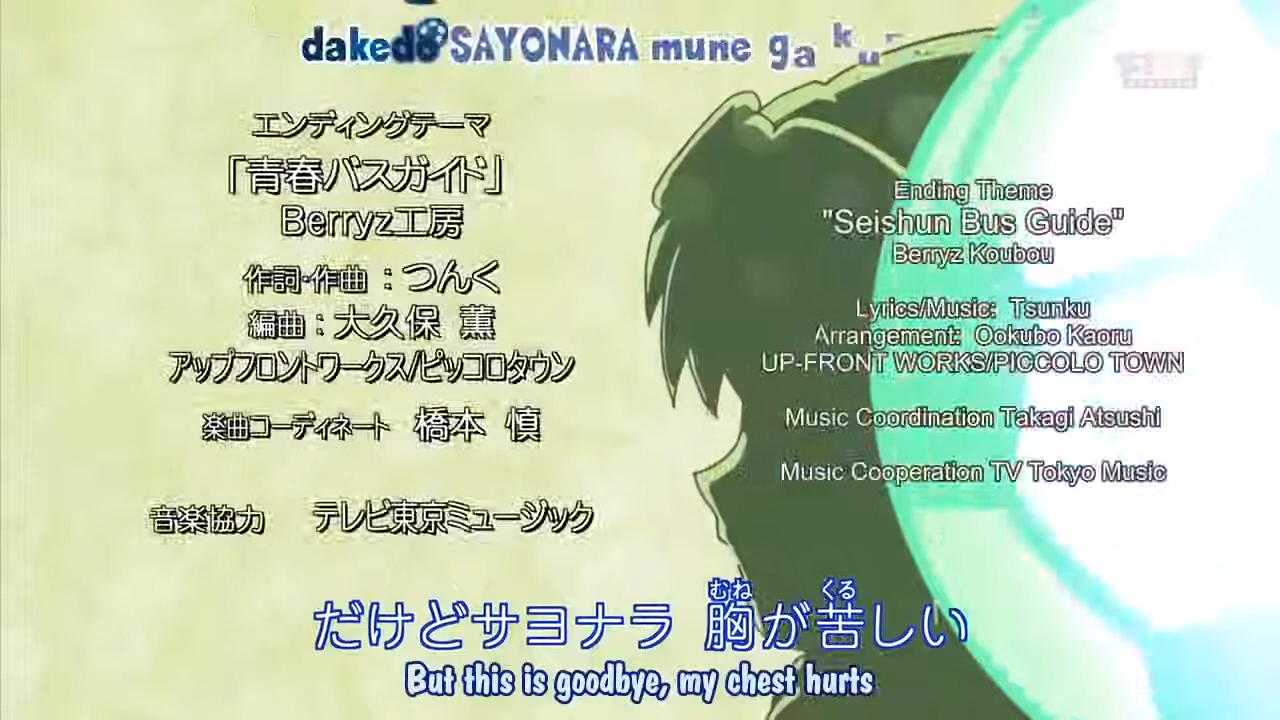 dakedo SAYONARA mune ga ku
エンディングテーマ
「青春バスガイド」
Berryz工房
作詞・作曲：つんく
編曲：大久保 薫
アップフロントワークス/ピッコロタウン
楽曲コーディネート 橋本 慎
音楽協力 テレビ東京ミュージック
Ending Theme
"Seishun Bus Guide"
Berryz Koubou
Lyrics/Music: Tsunku
Arrangement: Ookubo Kaoru
UP-FRONT WORKS/PICCOLO TOWN
Music Coordination Takagi Atsushi
Music Cooperation TV Tokyo Music
むね くる
だけどサヨナラ 胸が苦しい
But this is goodbye, my chest hurts